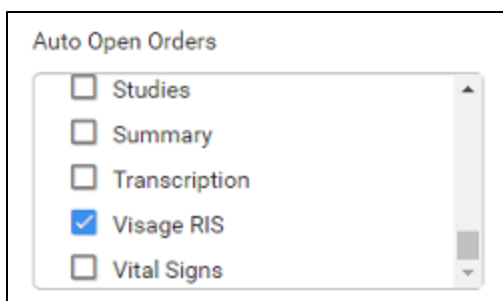 Auto Open Orders
Studies
Summary
Transcription
Visage RIS
Vital Signs